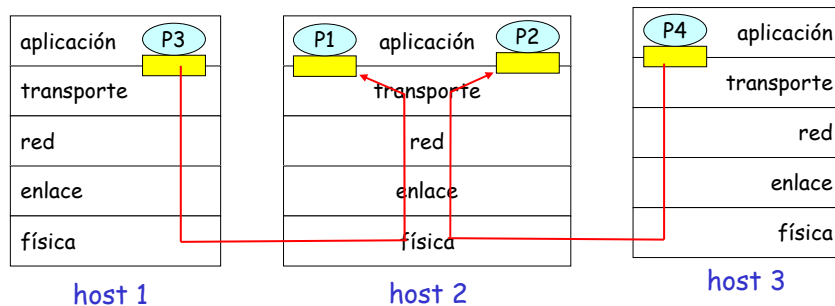 aplicación P3
transporte
red
enlace
física
host 1
P1 aplicación P2
transporte
red
enlace
física
host 2
P4 aplicación
transporte
red
enlace
física
host 3